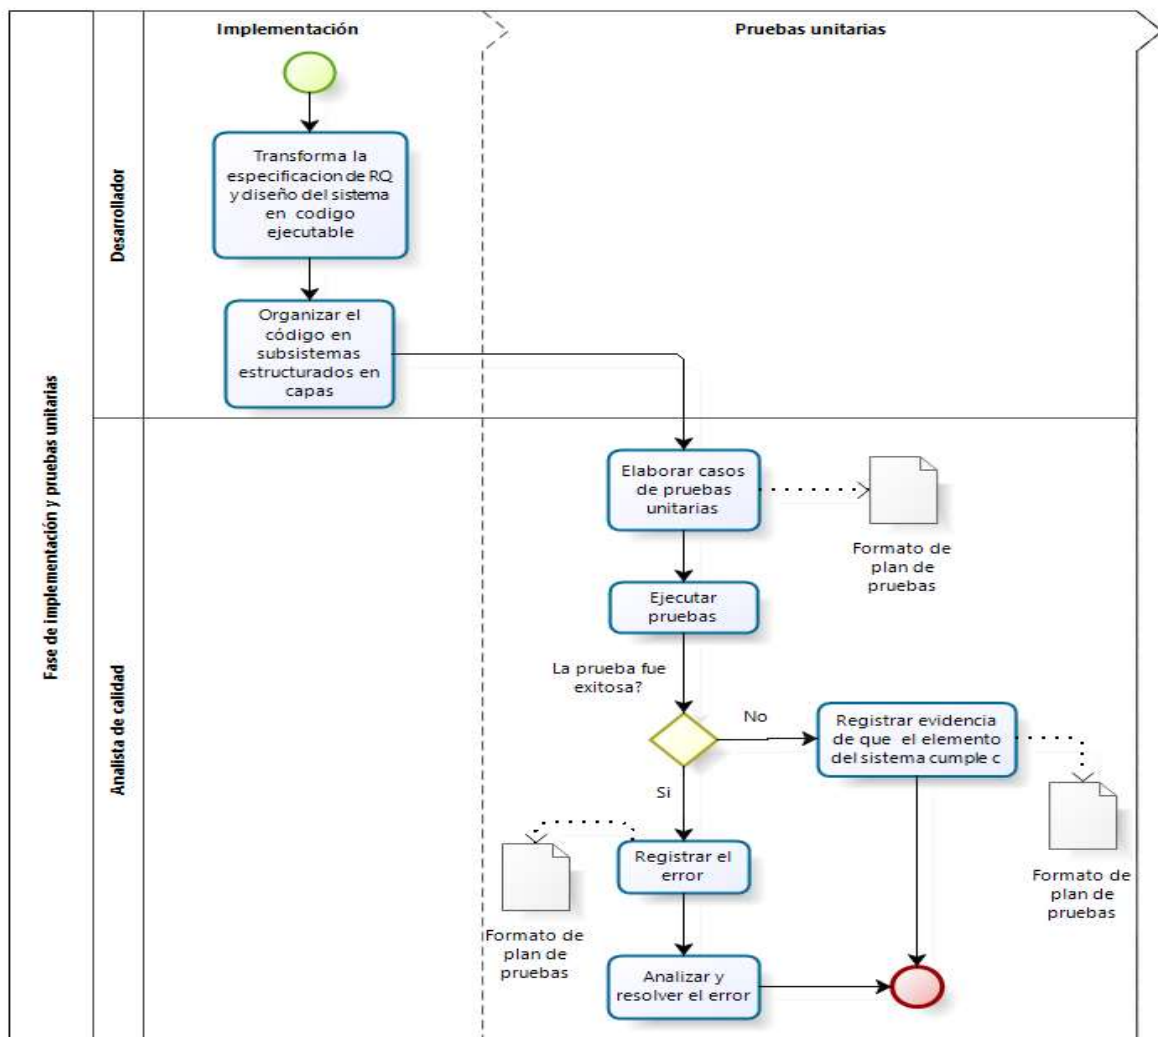 Implementación
Pruebas unitarias
Fase de implementación y pruebas unitarias
Desarrollador
Transforma la
especificacion de RQ
y diseño del sistema
en codigo
ejecutable
Organizar el
código en
subsistemas
estructurados en
capas
Analista de calidad
Elaborar casos
de pruebas
unitarias
Formato de
plan de
pruebas
Ejecutar
pruebas
La prueba fue
exitosa?
No
Registrar evidencia
de que el elemento
del sistema cumple c
Si
Formato de
plan de
pruebas
Registrar el
error
Formato de
plan de
pruebas
Analizar y
resolver el error